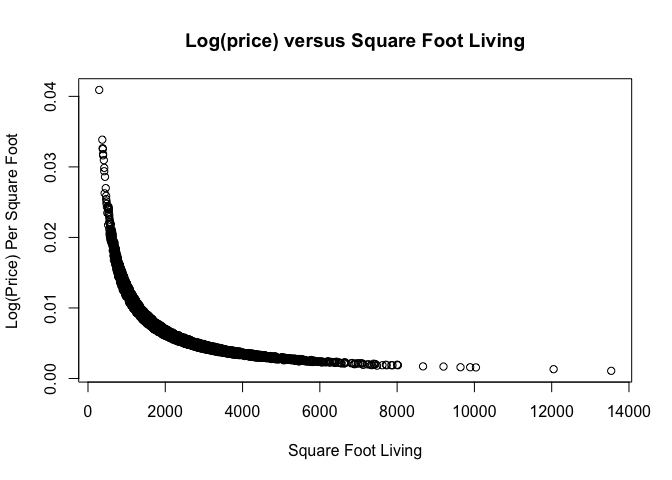 Log(price) versus Square Foot Living
Log(Price) Per Square Foot
0.04
0.03
0.02
0.01
0.00
0 2000 4000 6000 8000 10000 12000 14000
Square Foot Living